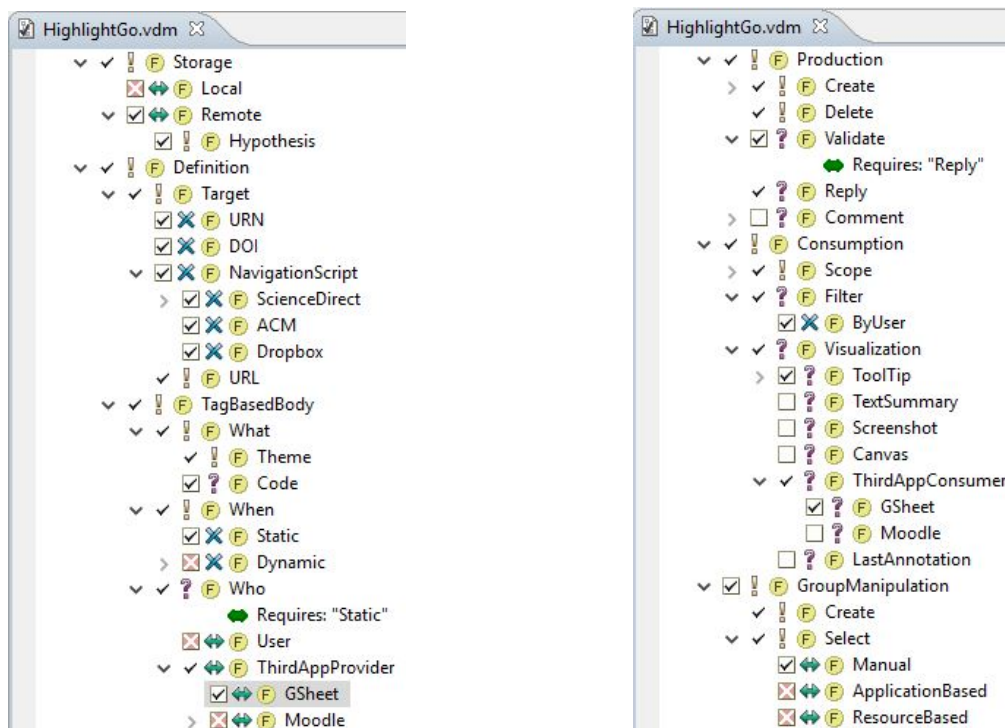 HighlightGo.vdm
F Storage
F Local
F Remote
F Hypothesis
F Definition
F Target
F URN
F DOI
F NavigationScript
F ScienceDirect
F ACM
F Dropbox
F URL
F TagBasedBody
F What
F Theme
? F Code
F When
F Static
F Dynamic
? F Who
Requires: "Static"
F User
F ThirdAppProvider
F GSheet
F Moodle
HighlightGo.vdm
F Production
F Create
F Delete
? F Validate
Requires: "Reply"
? F Reply
? F Comment
F Consumption
F Scope
? F Filter
F ByUser
? F Visualization
? F ToolTip
? F TextSummary
? F Screenshot
? F Canvas
? F ThirdAppConsumer
? F GSheet
? F Moodle
? F LastAnnotation
F GroupManipulation
F Create
F Select
F Manual
F ApplicationBased
F ResourceBased